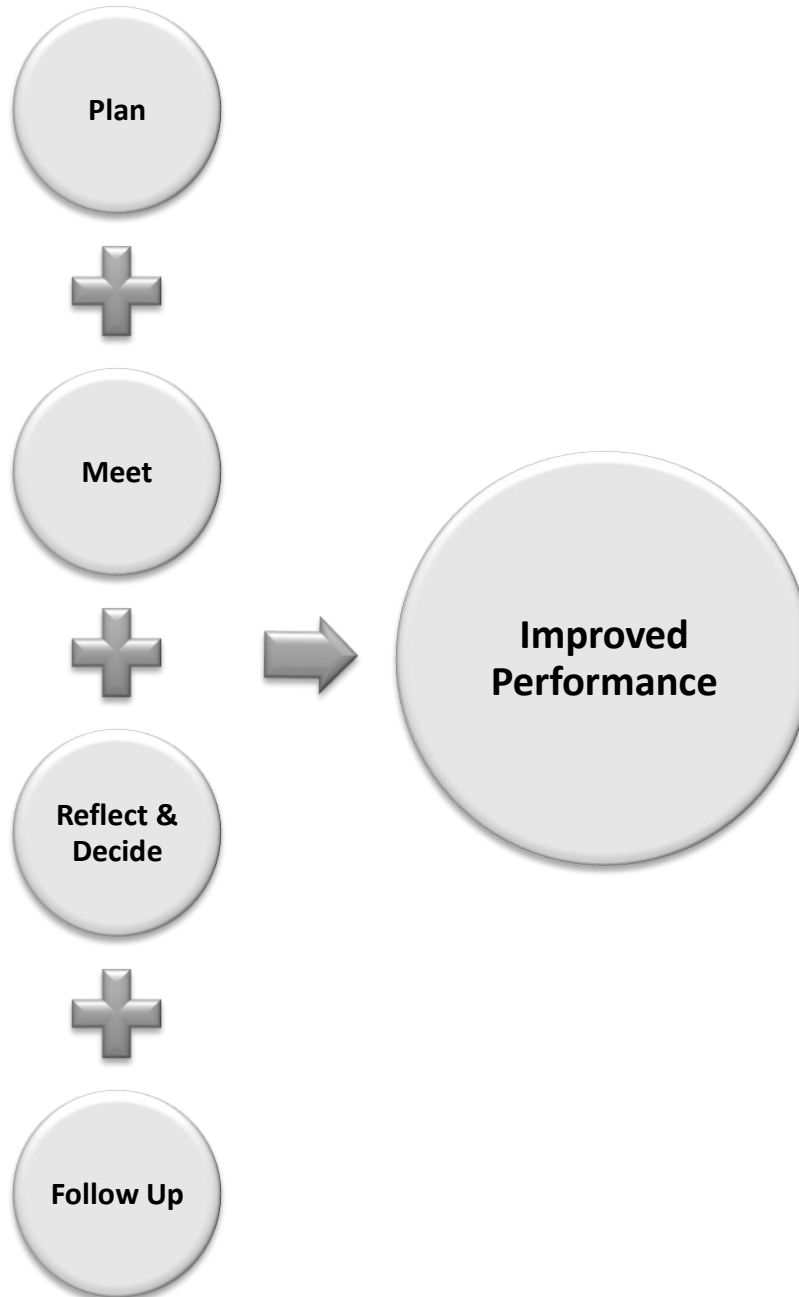 Plan
Meet
Improved
Performance
Reflect &
Decide
Follow Up